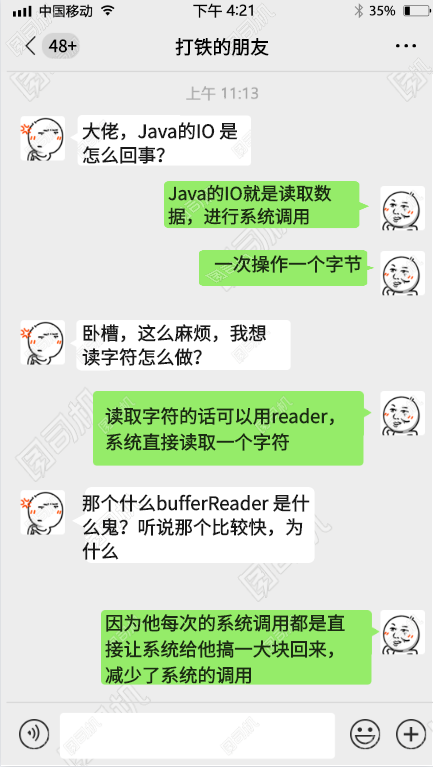 中国移动 下午 4:21 35%
48+ 打铁的朋友
上午 11:13
大佬，Java的IO 是
怎么回事？
Java的IO就是读取数
据，进行系统调用
一次操作一个字节
卧槽，这么麻烦，我想
读字符怎么做？
读取字符的话可以用reader，
系统直接读取一个字符
那个什么bufferReader 是什
么鬼？听说那个比较快，为
什么
因为他每次的系统调用都是直
接让系统给他搞一大块回来，
减少了系统的调用